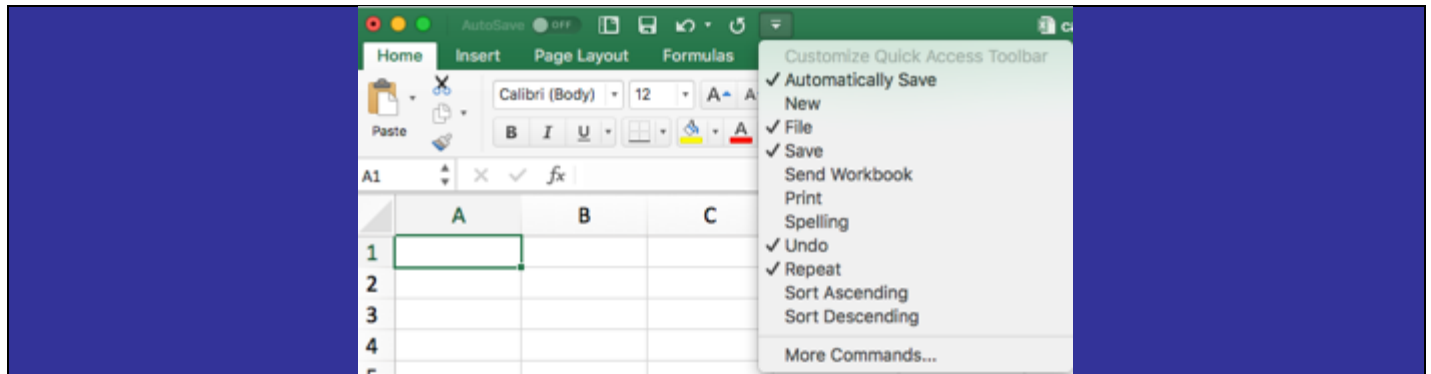 AutoSave OFF
Home Insert Page Layout Formulas
Calibri (Body) 12 A A
Paste B I U A
A1 fx
A B C
1
2
3
4
Customize Quick Access Toolbar
✓ Automatically Save
New
✓ File
✓ Save
Send Workbook
Print
Spelling
✓ Undo
✓ Repeat
Sort Ascending
Sort Descending
More Commands...